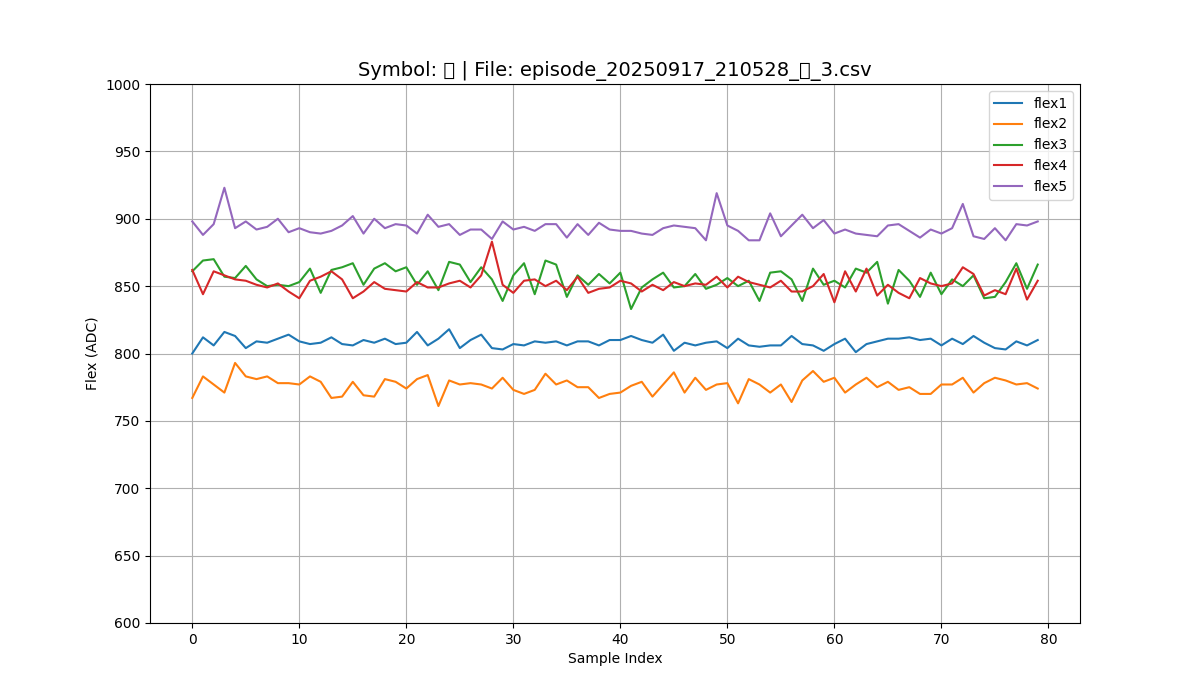 Symbol: | File: episode_20250917_210528_ _3.csv
1000
950
900
850
800
750
700
650
600
Flex (ADC)
0 10 20 30 40 50 60 70 80
Sample Index
flex1
flex2
flex3
flex4
flex5